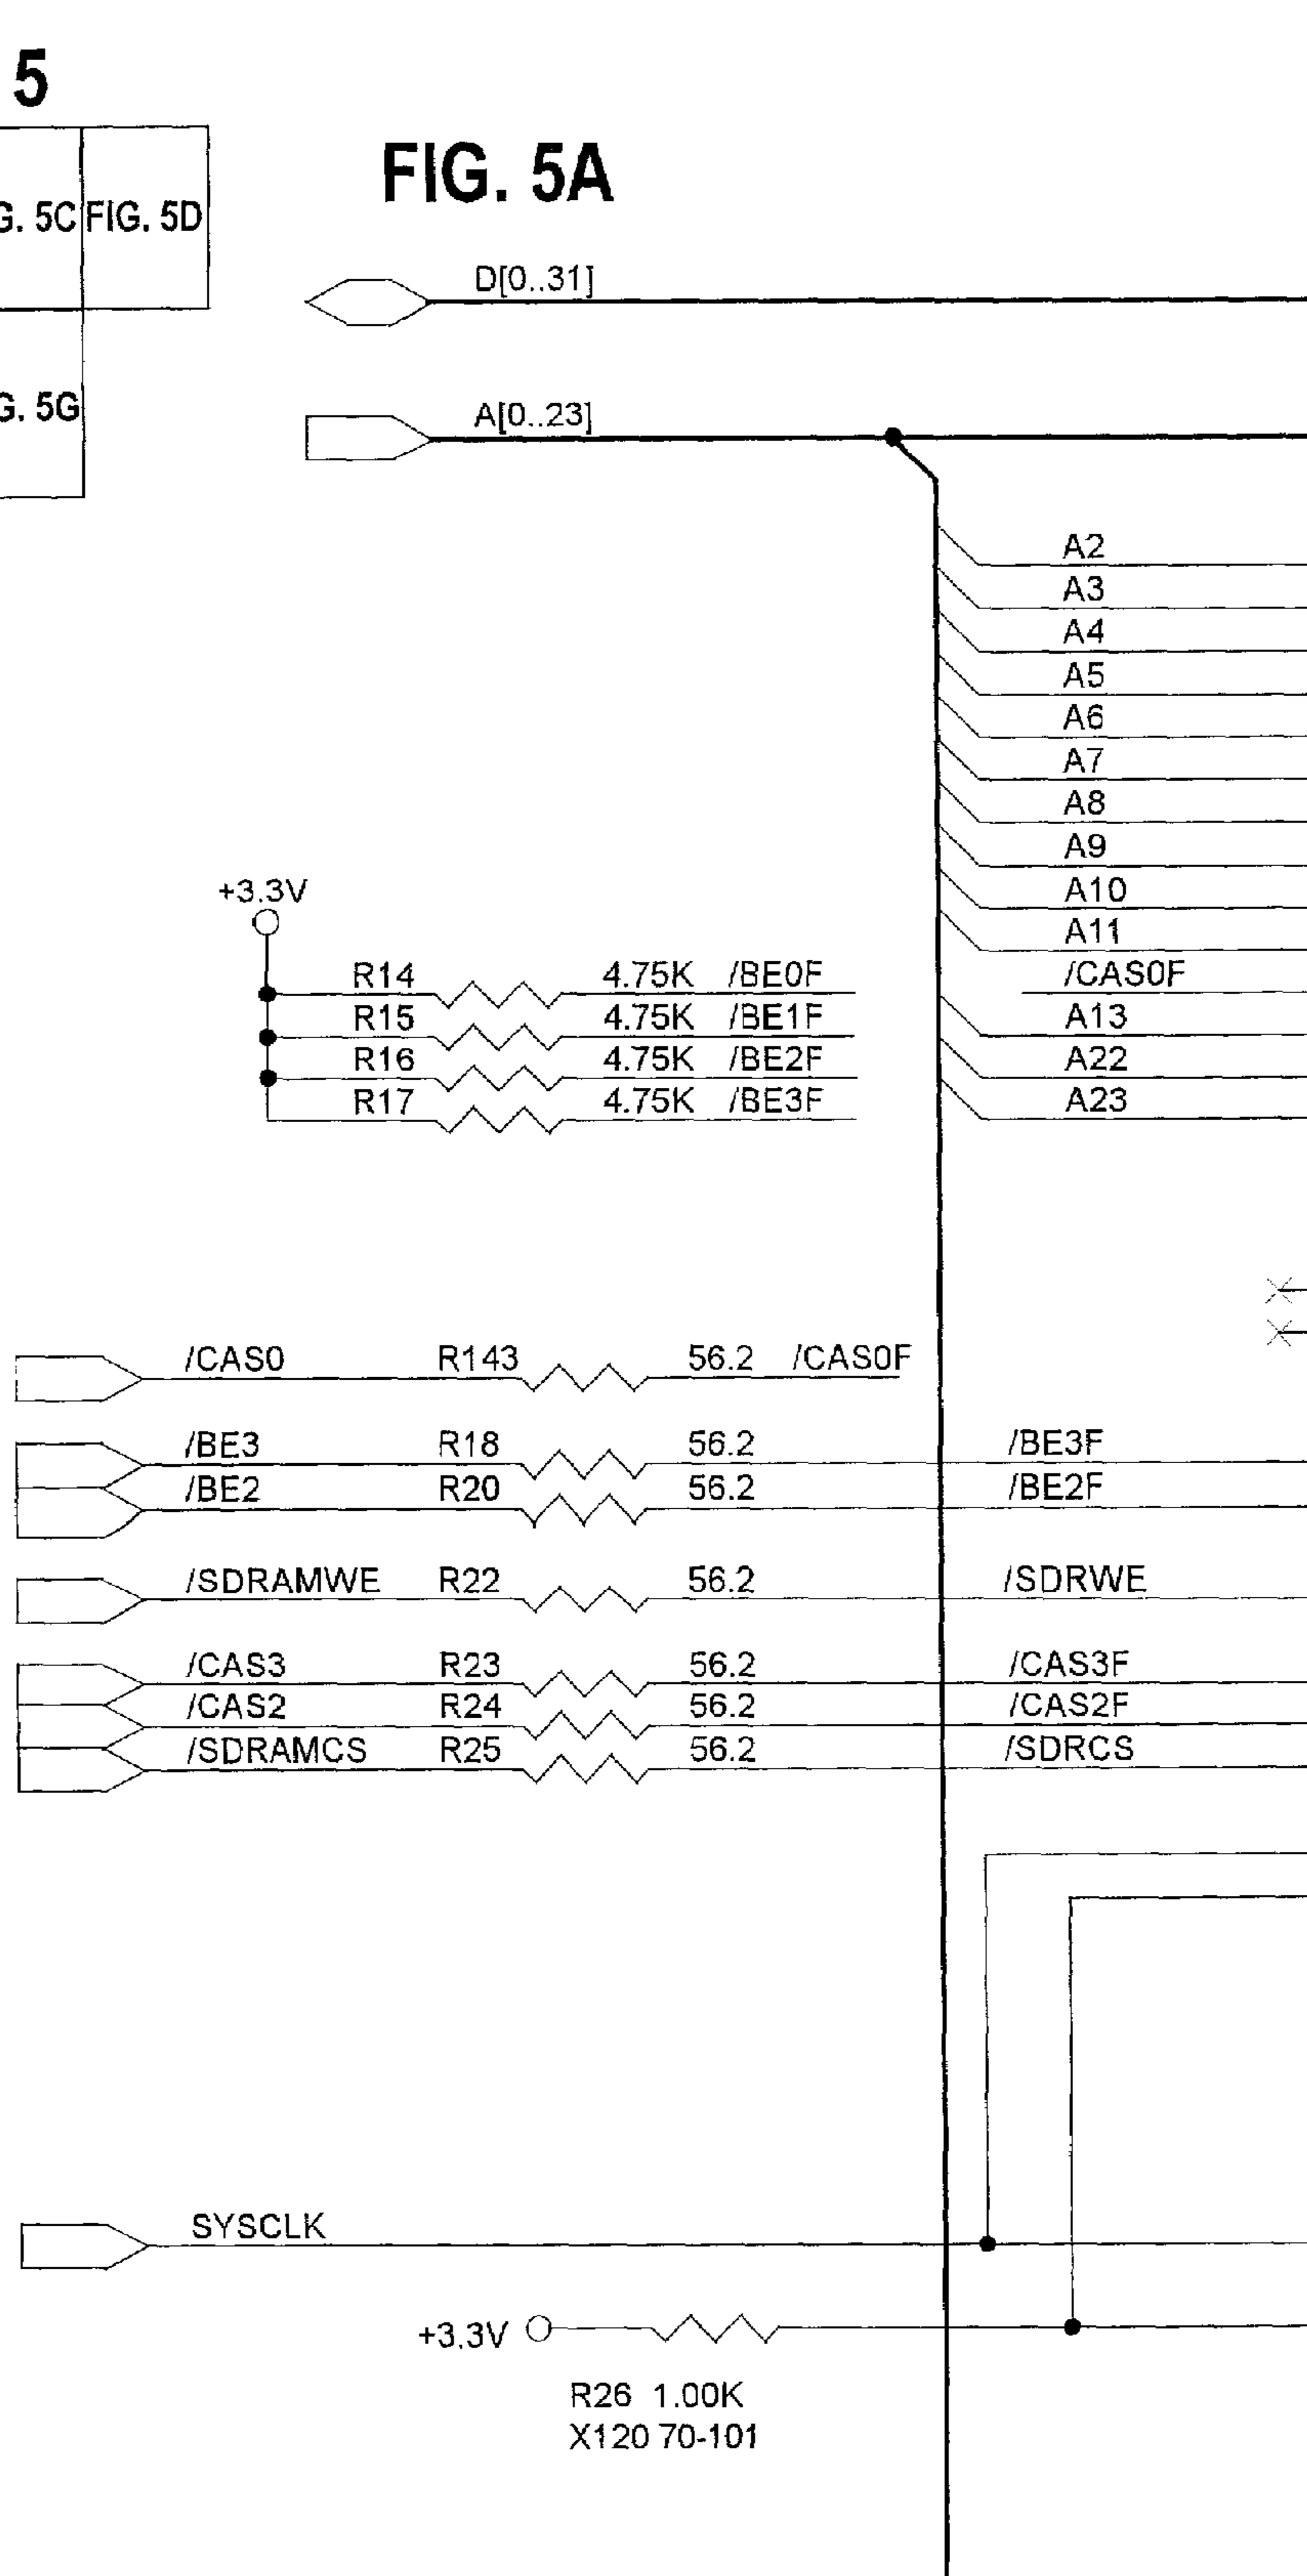 5
G. 5C FIG. 5D
G. 5G
FIG. 5A
D[0..31]
A[0..23]
A2
A3
A4
A5
A6
A7
A8
A9
A10
A11
/CAS0F
A13
A22
A23
+3.3V
R14 4.75K /BE0F
R15 4.75K /BE1F
R16 4.75K /BE2F
R17 4.75K /BE3F
/CAS0 R143 56.2 /CAS0F
/BE3 R18 56.2 /BE3F
/BE2 R20 56.2 /BE2F
/SDRAMWE R22 56.2 /SDRWE
/CAS3 R23 56.2 /CAS3F
/CAS2 R24 56.2 /CAS2F
/SDRAMCS R25 56.2 /SDRCS
SYSCLK
+3.3V
R26 1.00K
X120 70-101